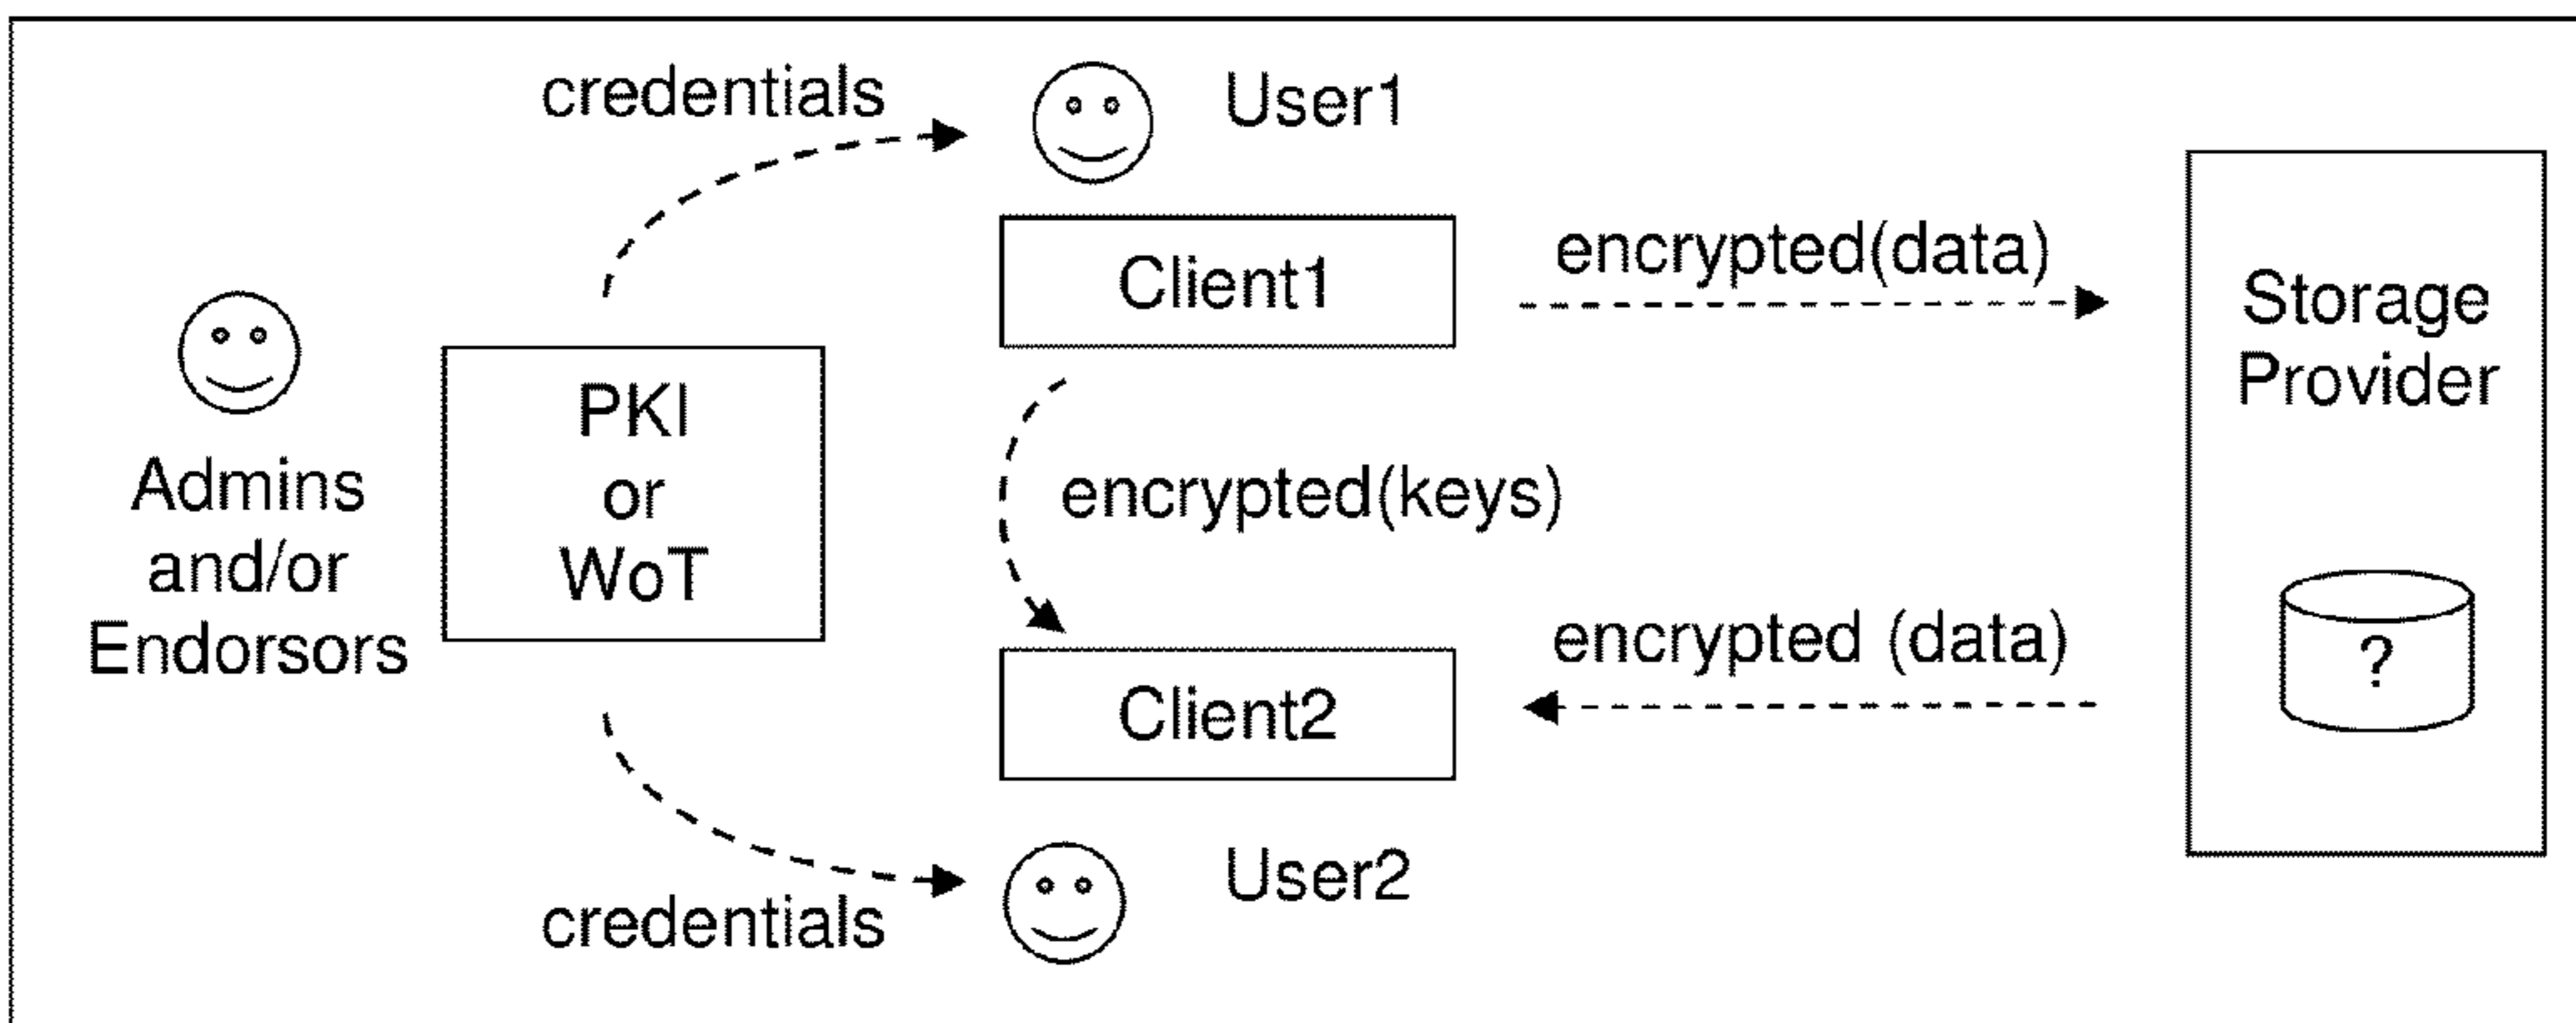 credentials
User1
Client1
encrypted(data)
Storage
Provider
Admins
and/or
Endorsors
PKI
or
WoT
encrypted(keys)
Client2
encrypted (data)
?
User2
credentials